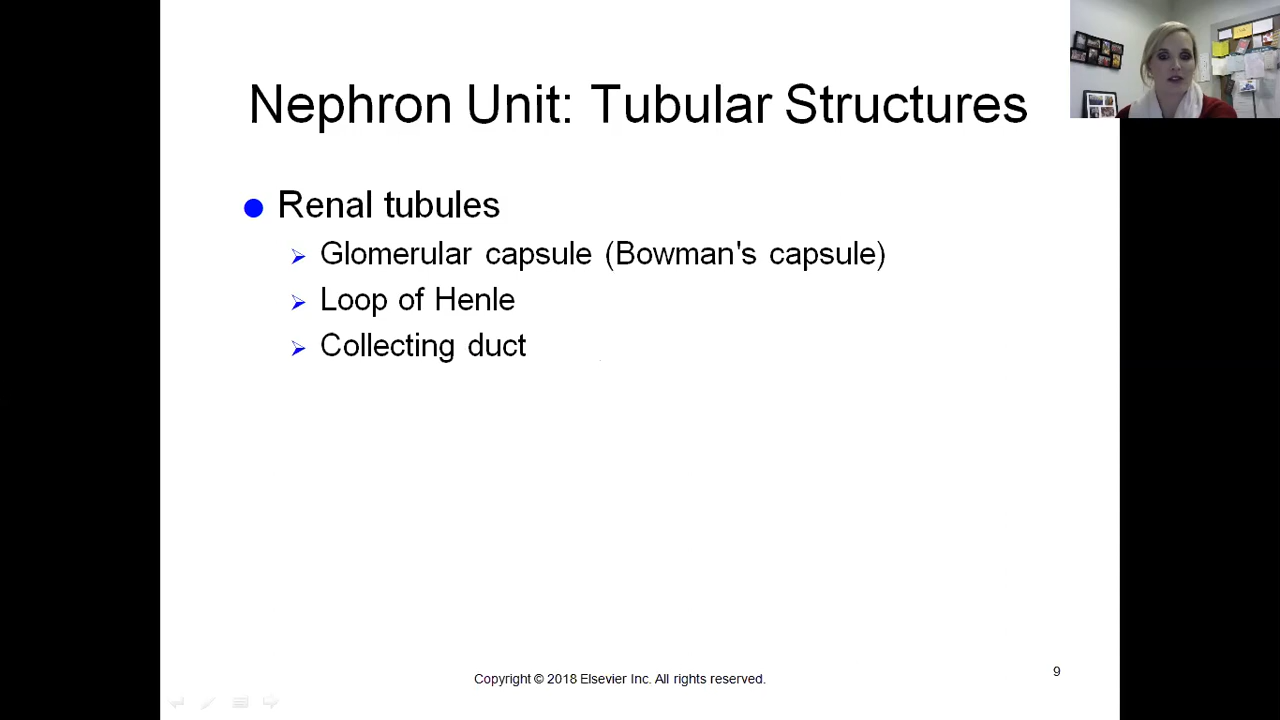 Nephron Unit: Tubular Structures
Renal tubules
Glomerular capsule (Bowman's capsule)
Loop of Henle
Collecting duct
Copyright © 2018 Elsevier Inc. All rights reserved.
9